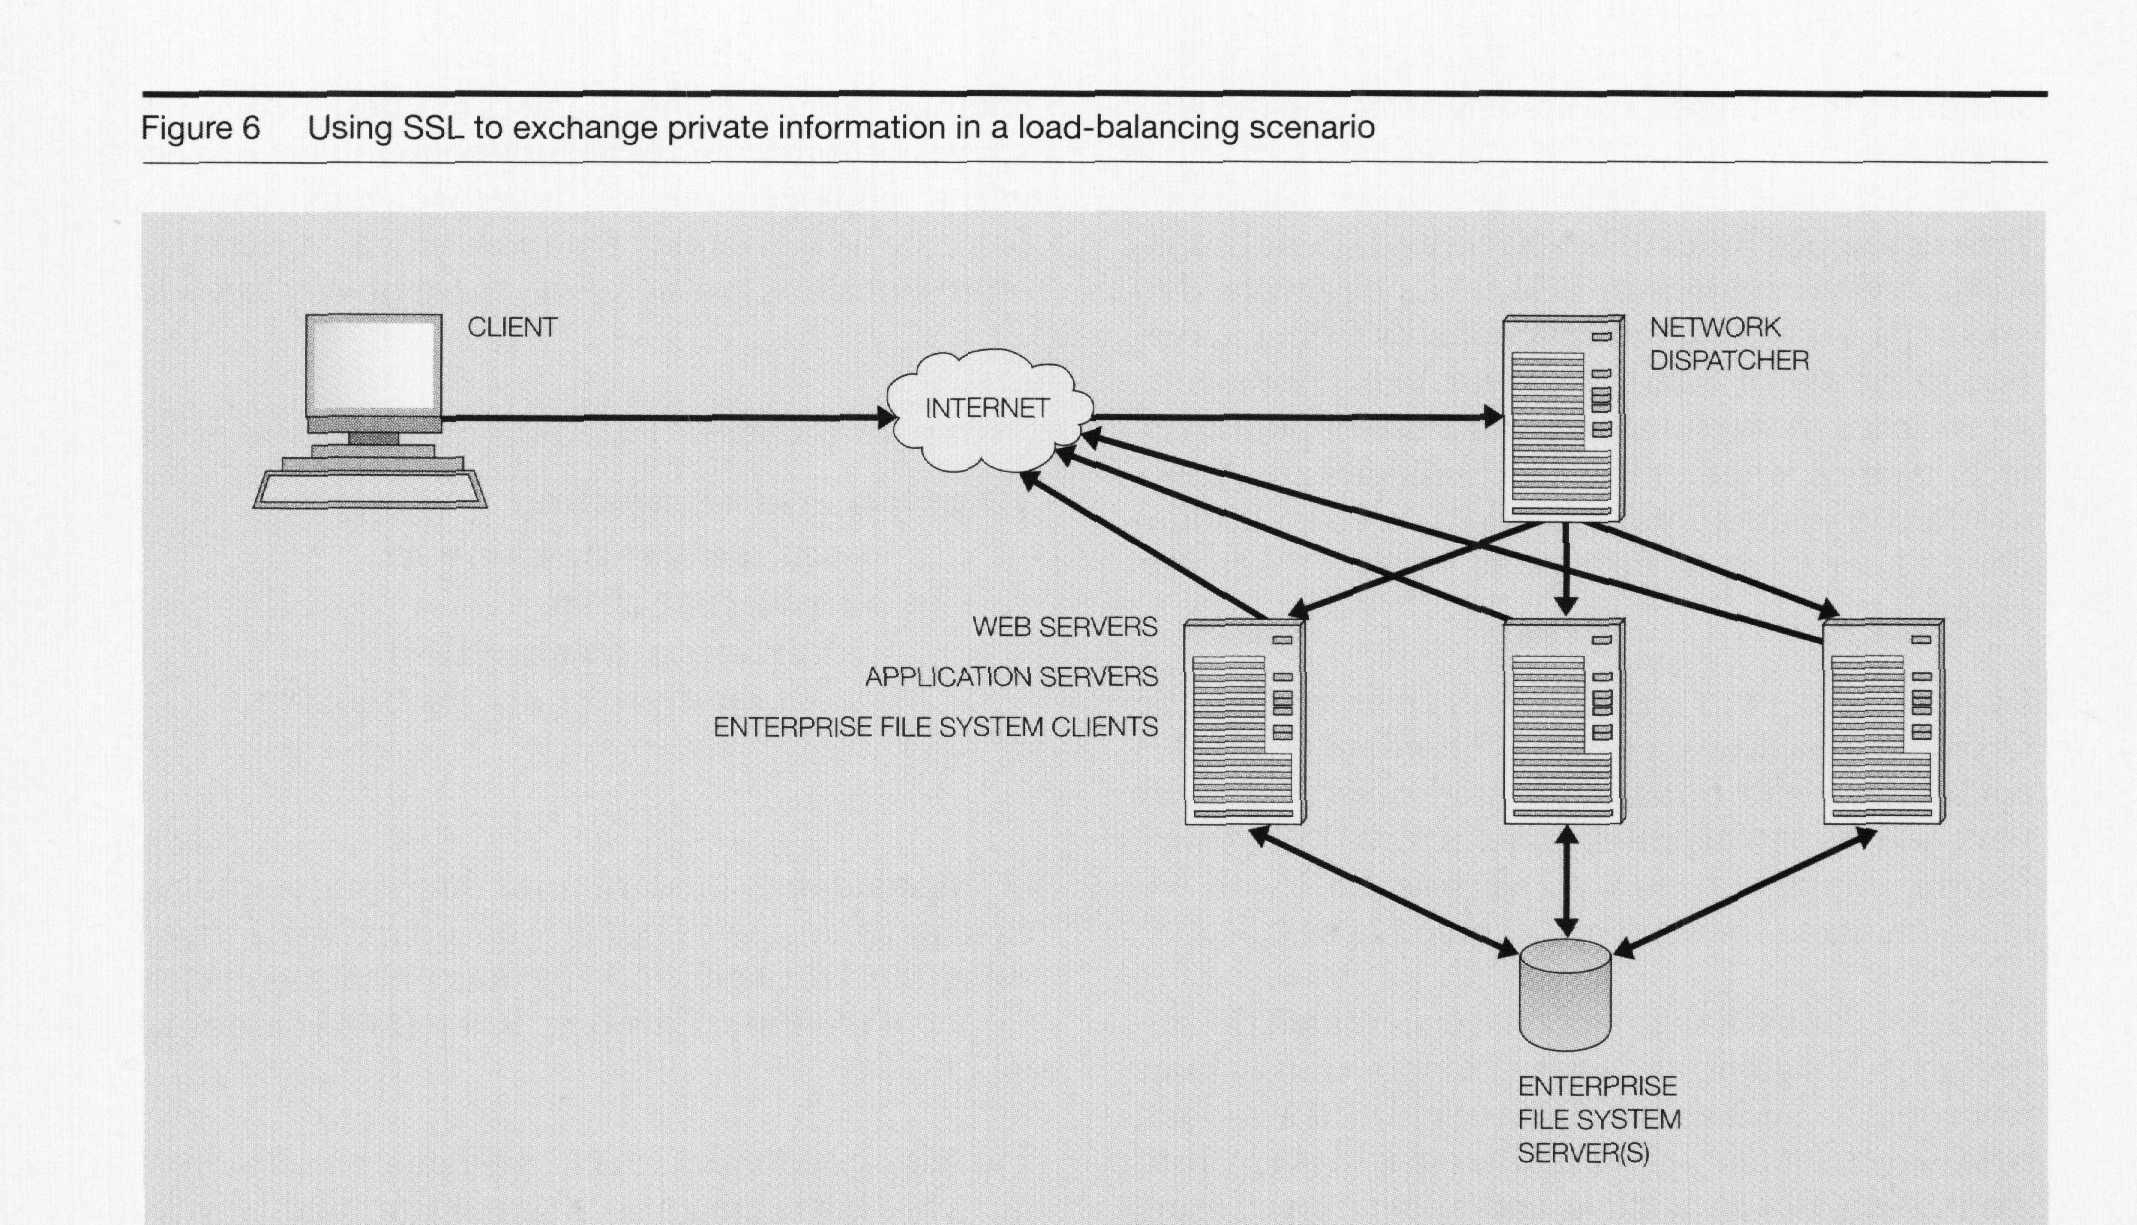 Figure 6 Using SSL to exchange private information in a load-balancing scenario
CLIENT
INTERNET
NETWORK
DISPATCHER
WEB SERVERS
APPLICATION SERVERS
ENTERPRISE FILE SYSTEM CLIENTS
ENTERPRISE
FILE SYSTEM
SERVER(S)